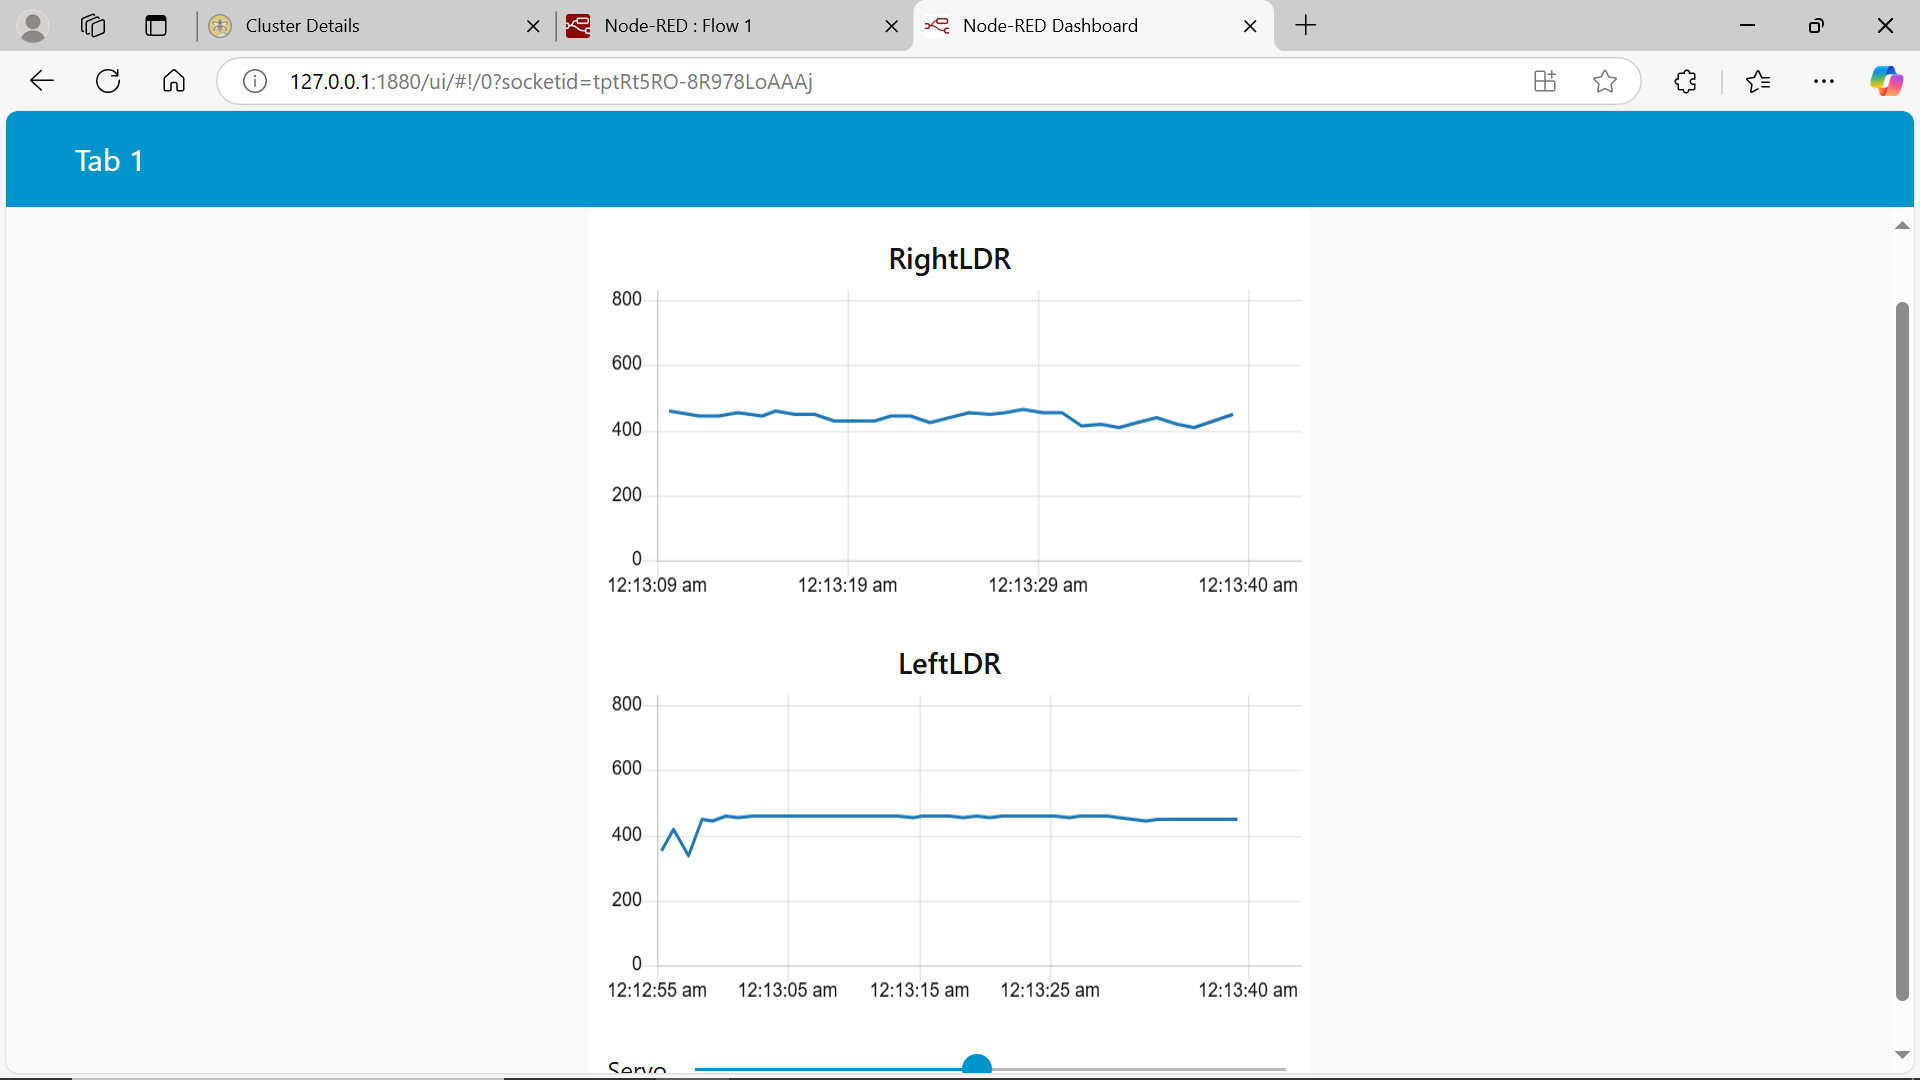 Cluster Details
Node-RED : Flow 1
Node-RED Dashboard
127.0.0.1:1880/ui/#!/0?socketid=tptRt5RO-8R978LoAAAj
Tab 1
RightLDR
800
600
400
200
0
12:13:09 am 12:13:19 am 12:13:29 am 12:13:40 am
LeftLDR
800
600
400
200
0
12:12:55 am 12:13:05 am 12:13:15 am 12:13:25 am 12:13:40 am
Servo